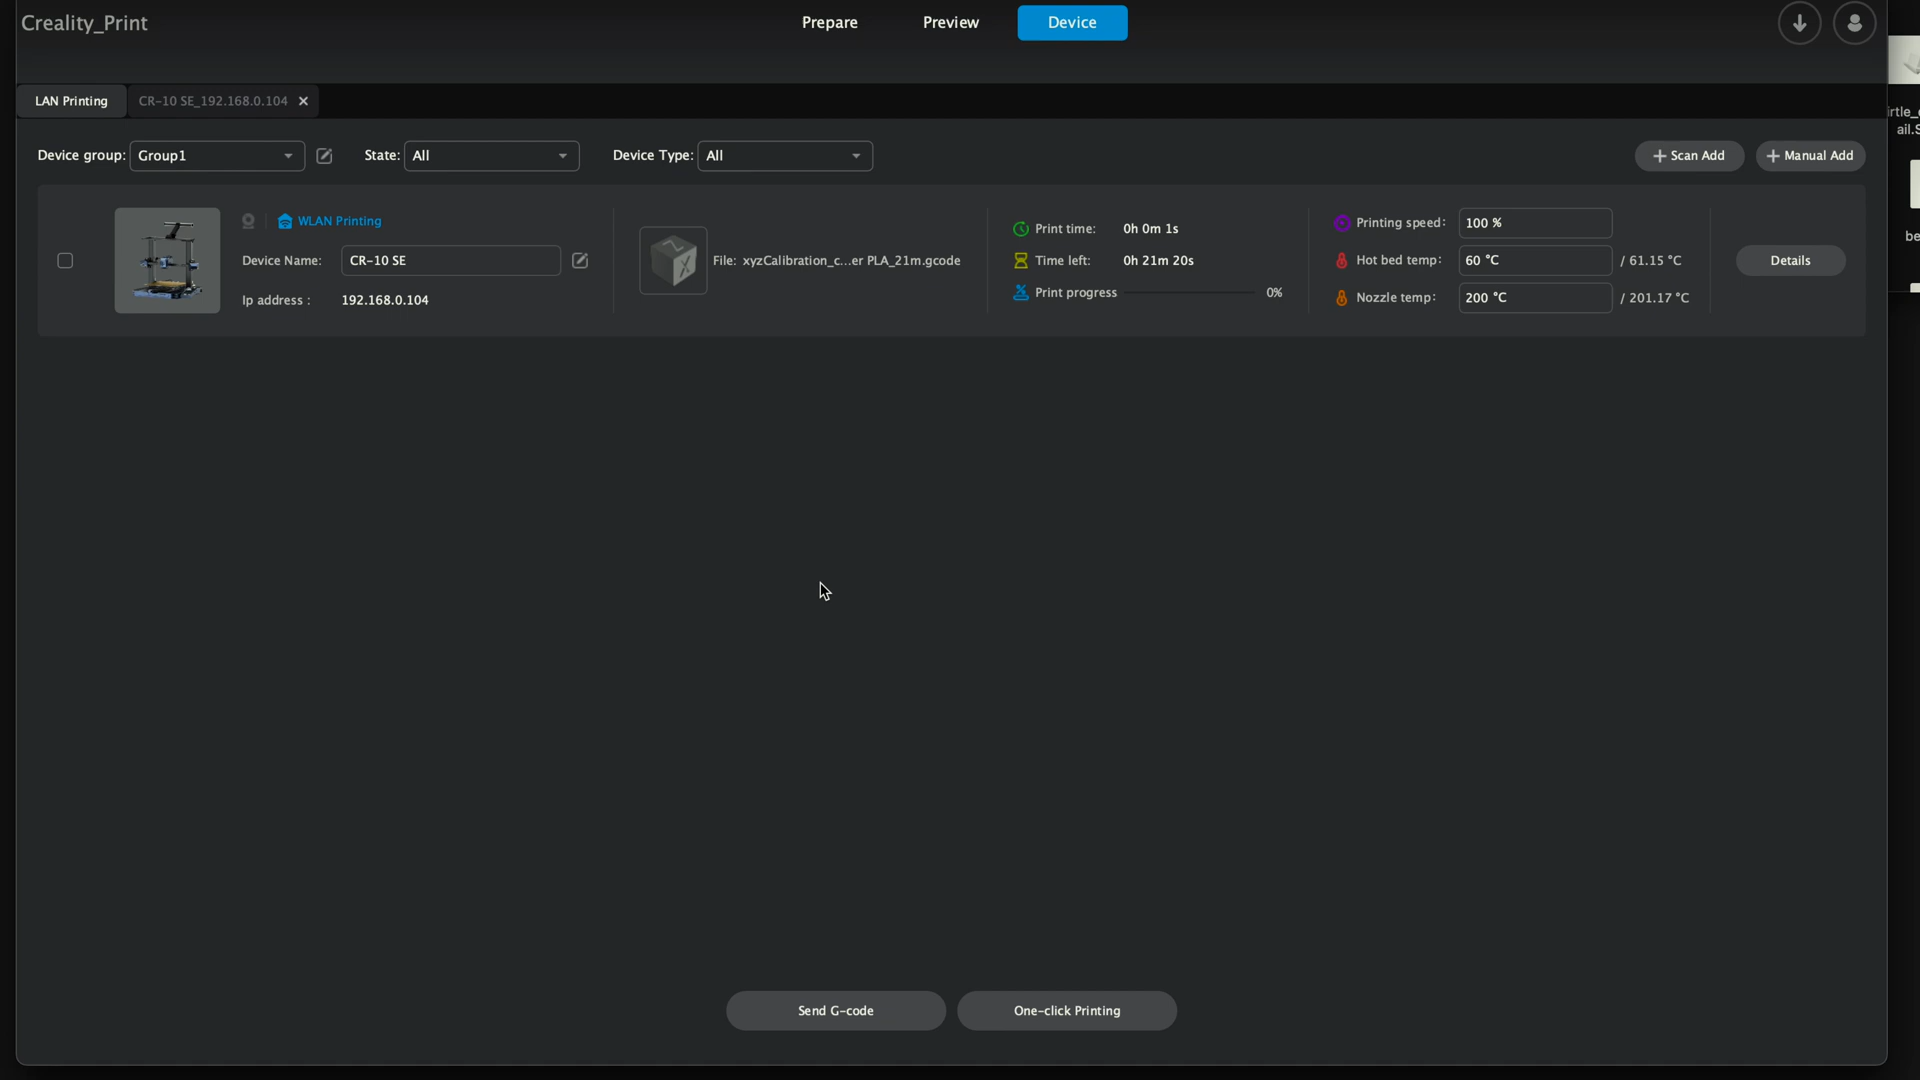 Creality_Print
Prepare
Preview
Device
LAN Printing
CR-10 SE_192.168.0.104
Device group: Group1
State: All
Device Type: All
Scan Add
Manual Add
WLAN Printing
Device Name: CR-10 SE
Ip address : 192.168.0.104
Z
X
File: xyzCalibration_c...er PLA_21m.gcode
Print time: 0h 0m 1s
Time left: 0h 21m 20s
Print progress 0%
Printing speed: 100 %
Hot bed temp: 60 °C / 61.15 °C
Nozzle temp: 200 °C / 201.17 °C
Details
Send G-code
One-click Printing
irtle_
ail.S
be